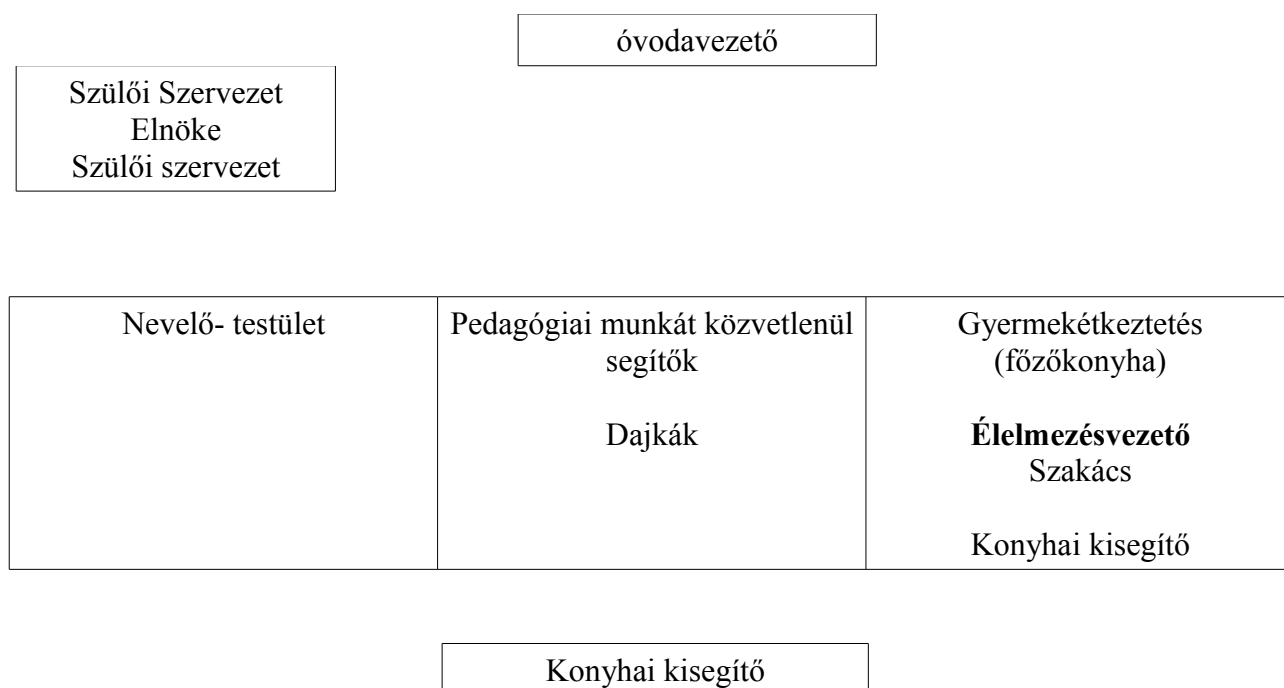 óvodavezető
Szülői Szervezet
Elnöke
Szülői szervezet
Nevelő- testület
Pedagógiai munkát közvetlenül
segítők
Dajkák
Gyermekétkeztetés
(főzőkonyha)
Élelmezésvezető
Szakács
Konyhai kisegítő
Konyhai kisegítő